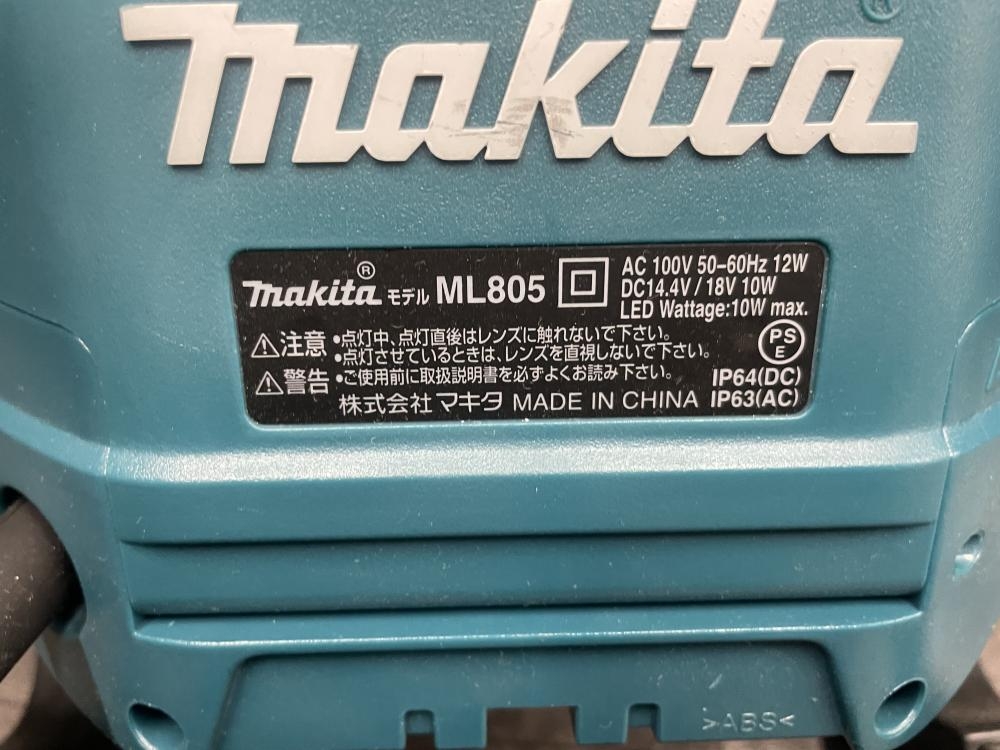 makita®
makita® モデル ML805
AC 100V 50-60Hz 12W
DC14.4V / 18V 10W
LED Wattage:10W max.
⚠注意 •点灯中、点灯直後はレンズに触れないで下さい。
•点灯させているときは、レンズを直視しないで下さい。
⚠警告 •ご使用前に取扱説明書を必ずよくお読み下さい。
PS E
IP64(DC)
株式会社 マキタ MADE IN CHINA IP63(AC)
>ABS<